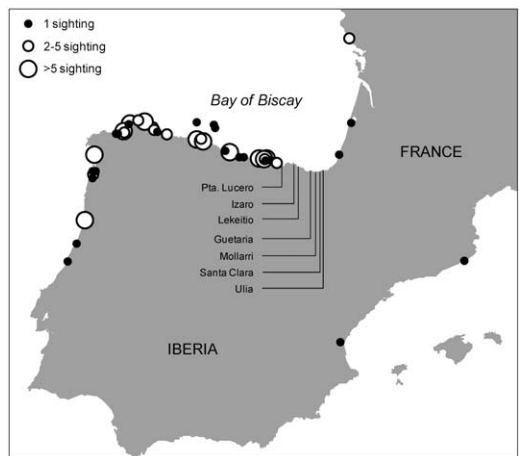 1 sighting
2-5 sighting
>5 sighting
Bay of Biscay
FRANCE
Pta. Lucero
Izaro
Lekeitio
Guetaria
Mollarri
Santa Clara
Ulia
IBERIA